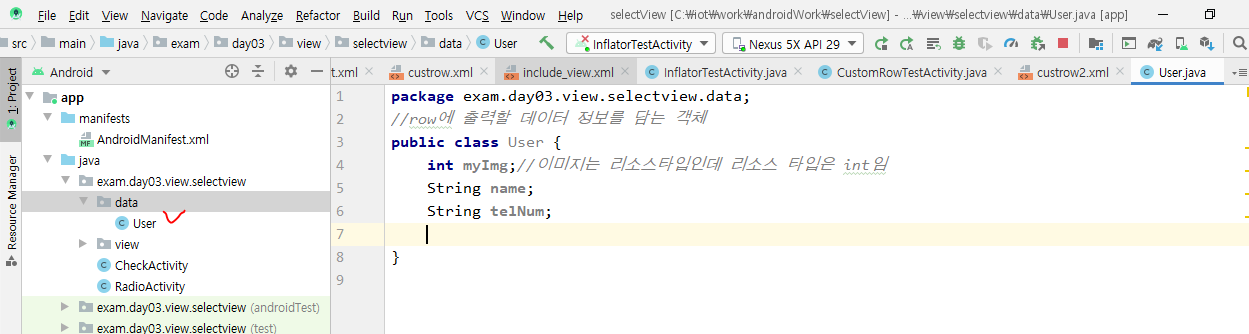 File Edit View Navigate Code Analyze Refactor Build Run Tools VCS Window Help selectView [C:₩iot₩work₩androidWork₩selectView] - ...₩view₩selectview₩data₩User.java [app]
src main java exam day03 view selectview data User InflatorTestActivity Nexus 5X API 29
1: Project
Resource Manager
Android
t.xml custrow.xml include_view.xml InflatorTestActivity.java CustomRowTestActivity.java custrow2.xml User.java
app
manifests
AndroidManifest.xml
java
exam.day03.view.selectview
data
User
view
CheckActivity
RadioActivity
exam.day03.view.selectview (androidTest)
exam.day03.view.selectview (test)
1 package exam.day03.view.selectview.data;
2 //row에 출력할 데이터 정보를 담는 객체
3 public class User {
4 int myImg;//이미지는 리소스타입인데 리소스 타입은 int임
5 String name;
6 String telNum;
7
8 }
9